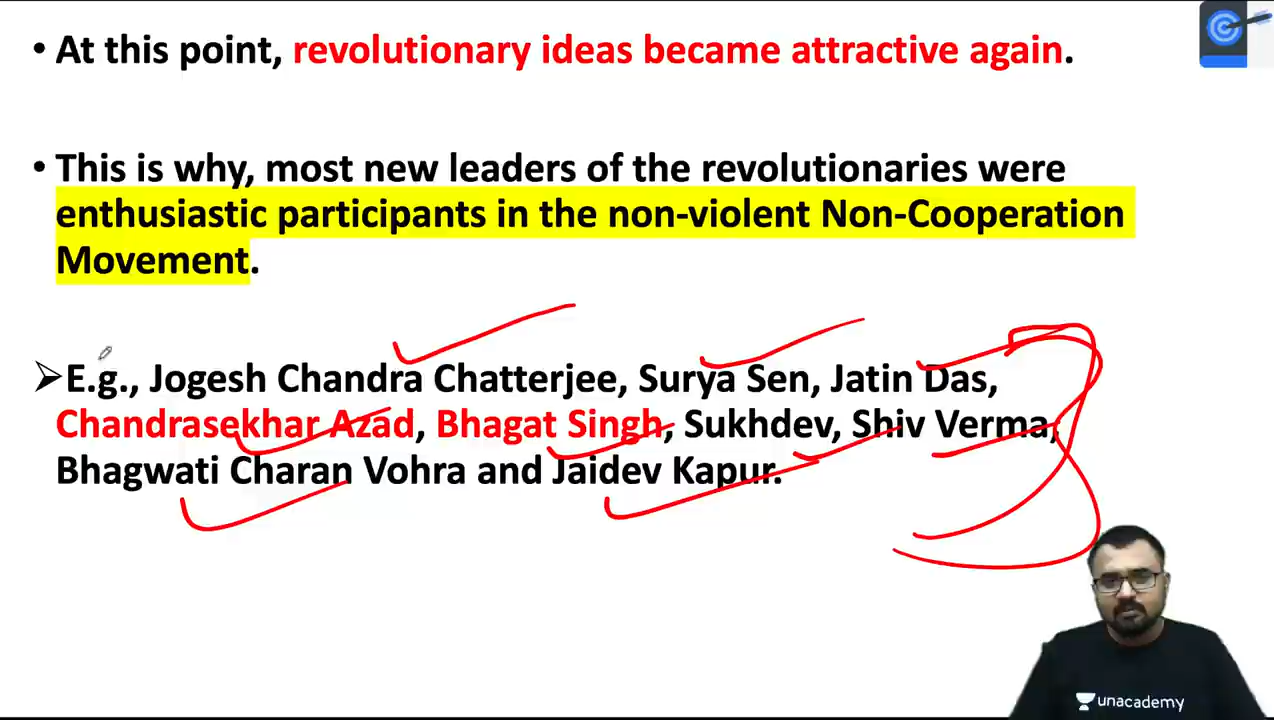 • At this point, revolutionary ideas became attractive again.
• This is why, most new leaders of the revolutionaries were
enthusiastic participants in the non-violent Non-Cooperation
Movement.
➢E.g., Jogesh Chandra Chatterjee, Surya Sen, Jatin Das,
Chandrasekhar Azad, Bhagat Singh, Sukhdev, Shiv Verma,
Bhagwati Charan Vohra and Jaidev Kapur.
unacademy